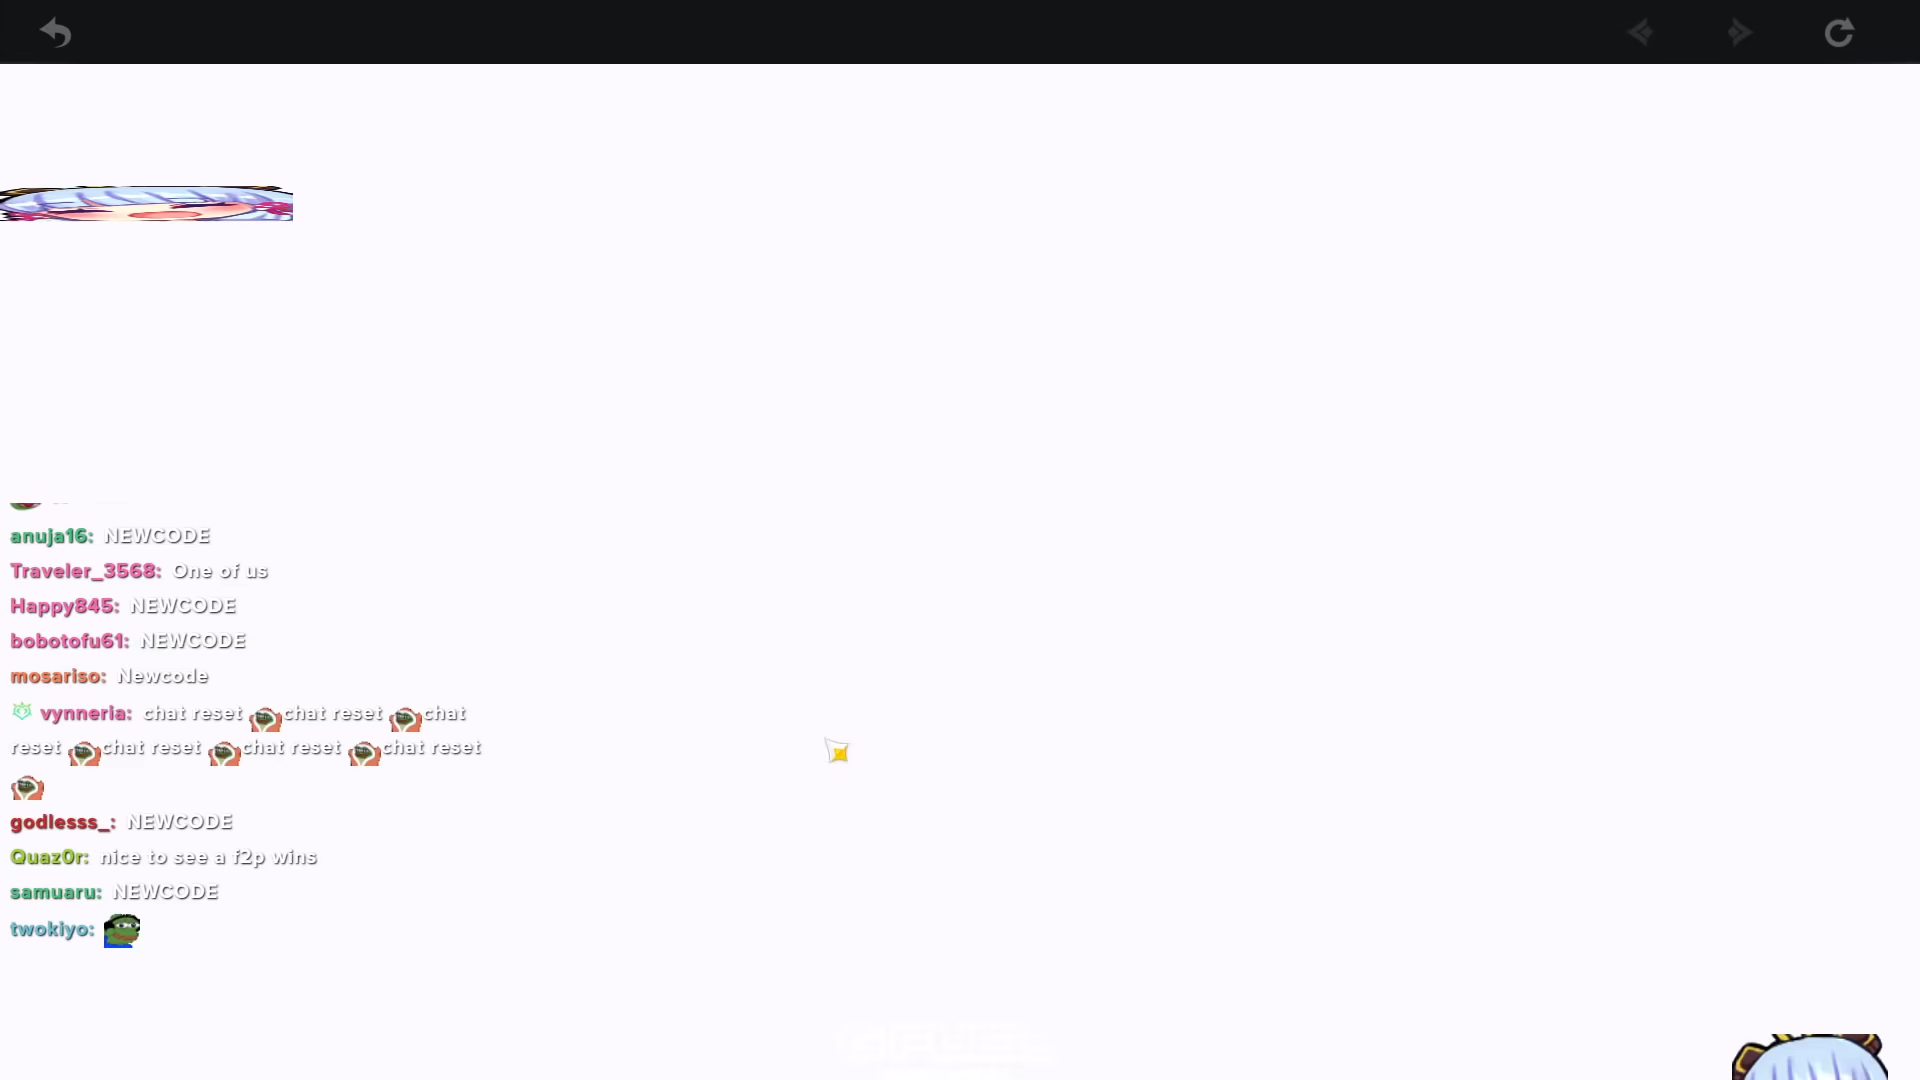 anuja16: NEWCODE
Traveler_3568: One of us
Happy845: NEWCODE
bobotofu61: NEWCODE
mosariso: Newcode
vynneria: chat reset chat reset chat
reset chat reset chat reset chat reset
godlesss_: NEWCODE
Quaz0r: nice to see a f2p wins
samuaru: NEWCODE
twokiyo: